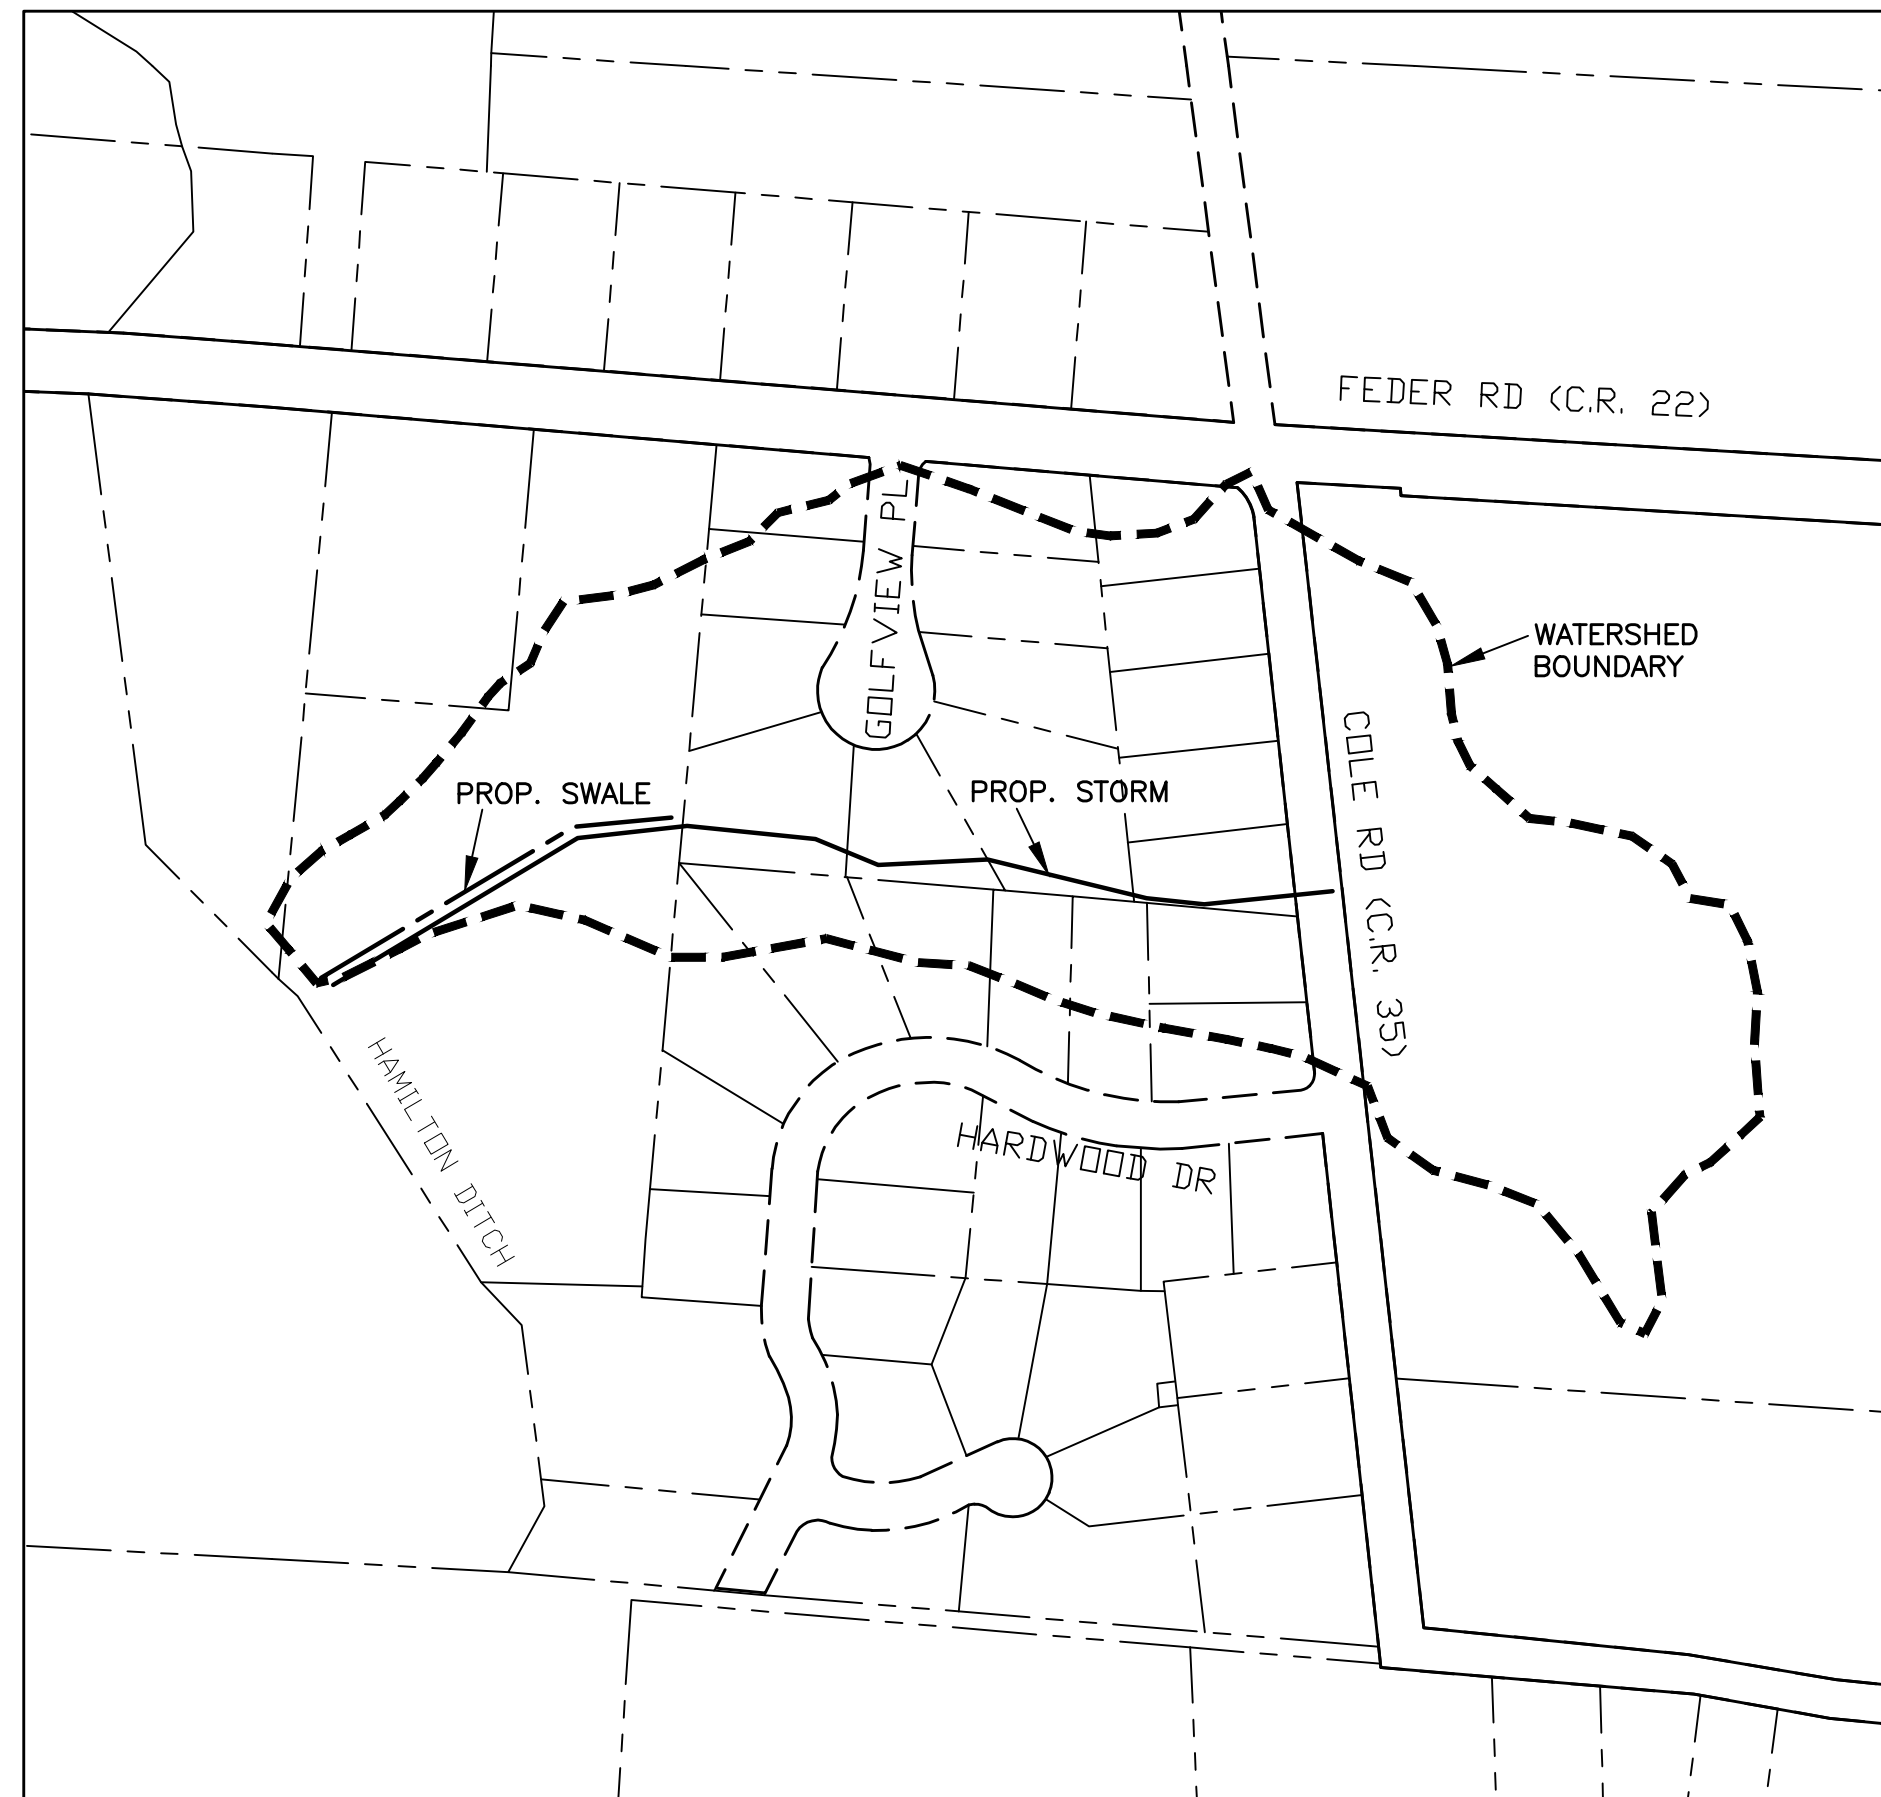 FEDER RD (C.R. 22)
GOLFVIEW PL
WATERSHED
BOUNDARY
COLE RD (C.R. 35)
PROP. SWALE
PROP. STORM
HAMILTON DITCH
HARDWOOD DR